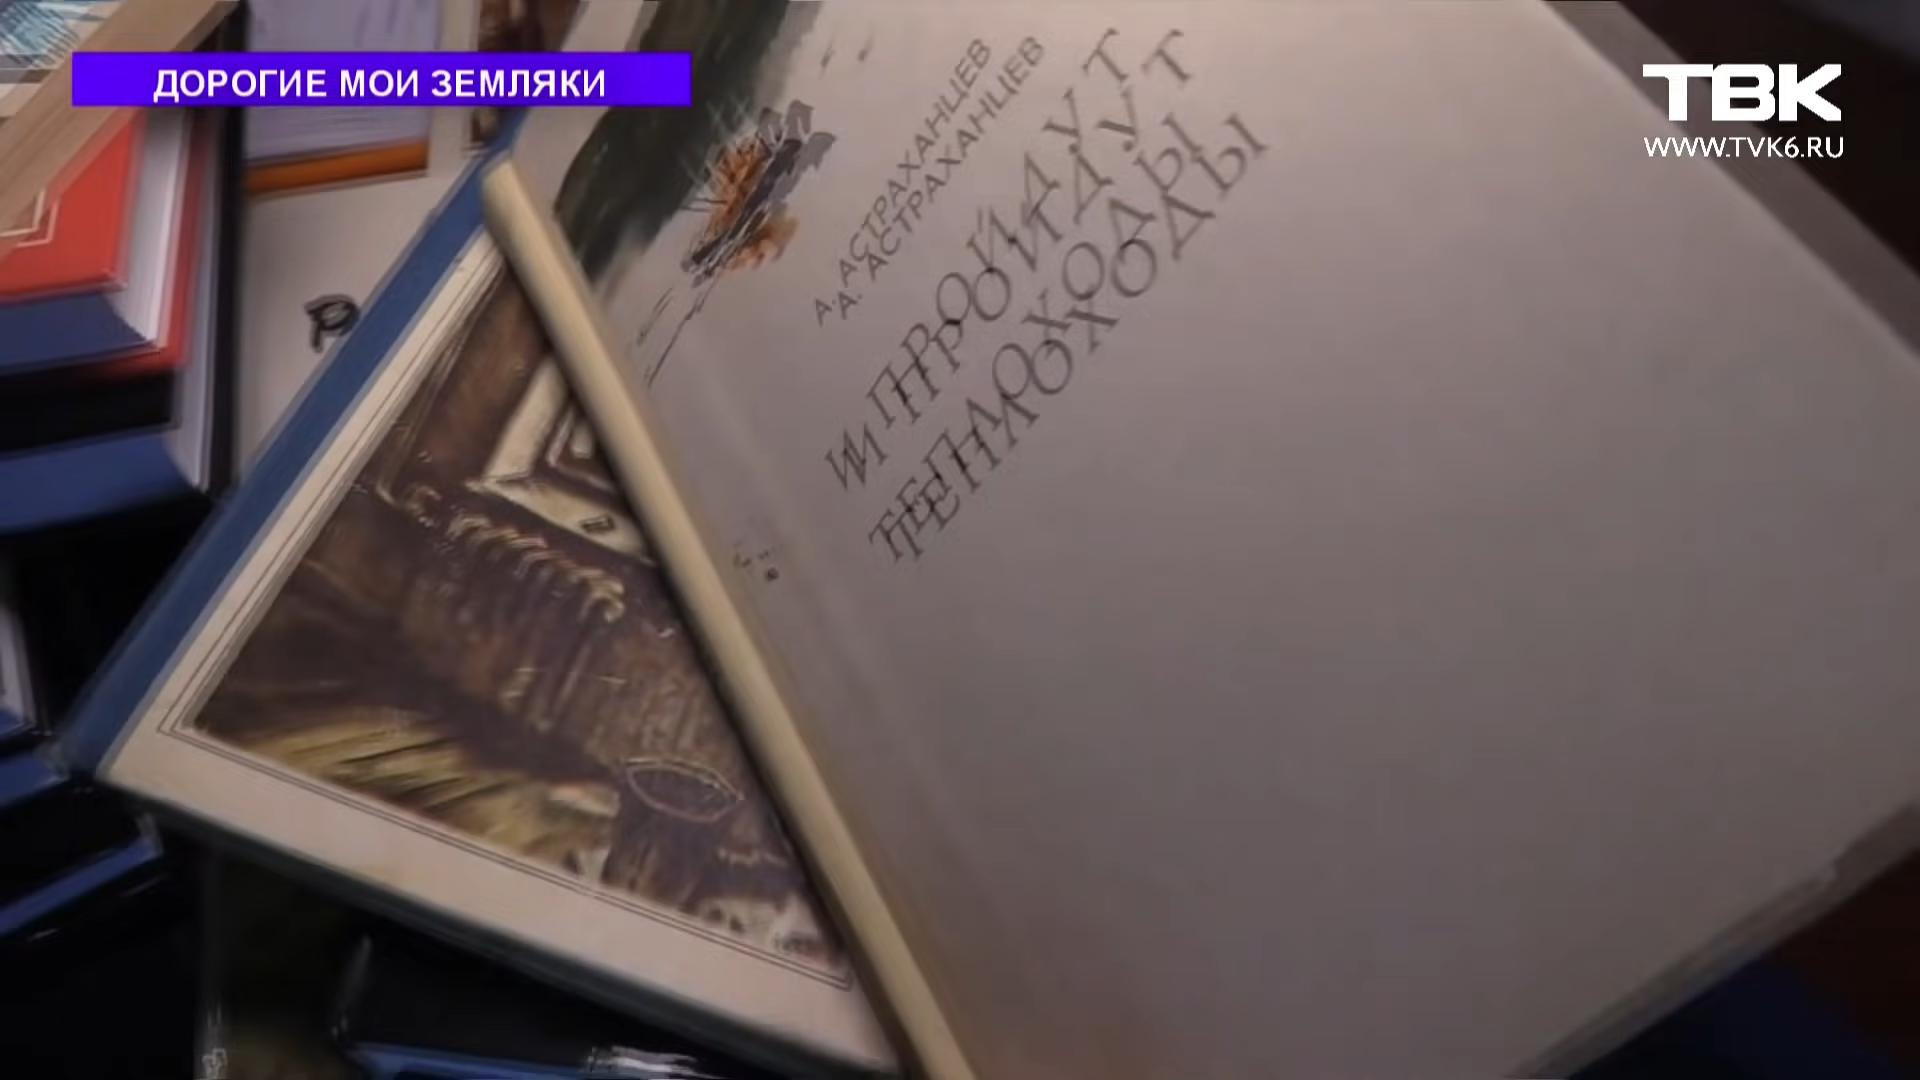 ДОРОГИЕ МОИ ЗЕМЛЯКИ
ТВК
WWW.TVK6.RU
А. АСТРАХАНЦЕВ
И ПРОЙДУТ
ТЕПЛОХОДЫ